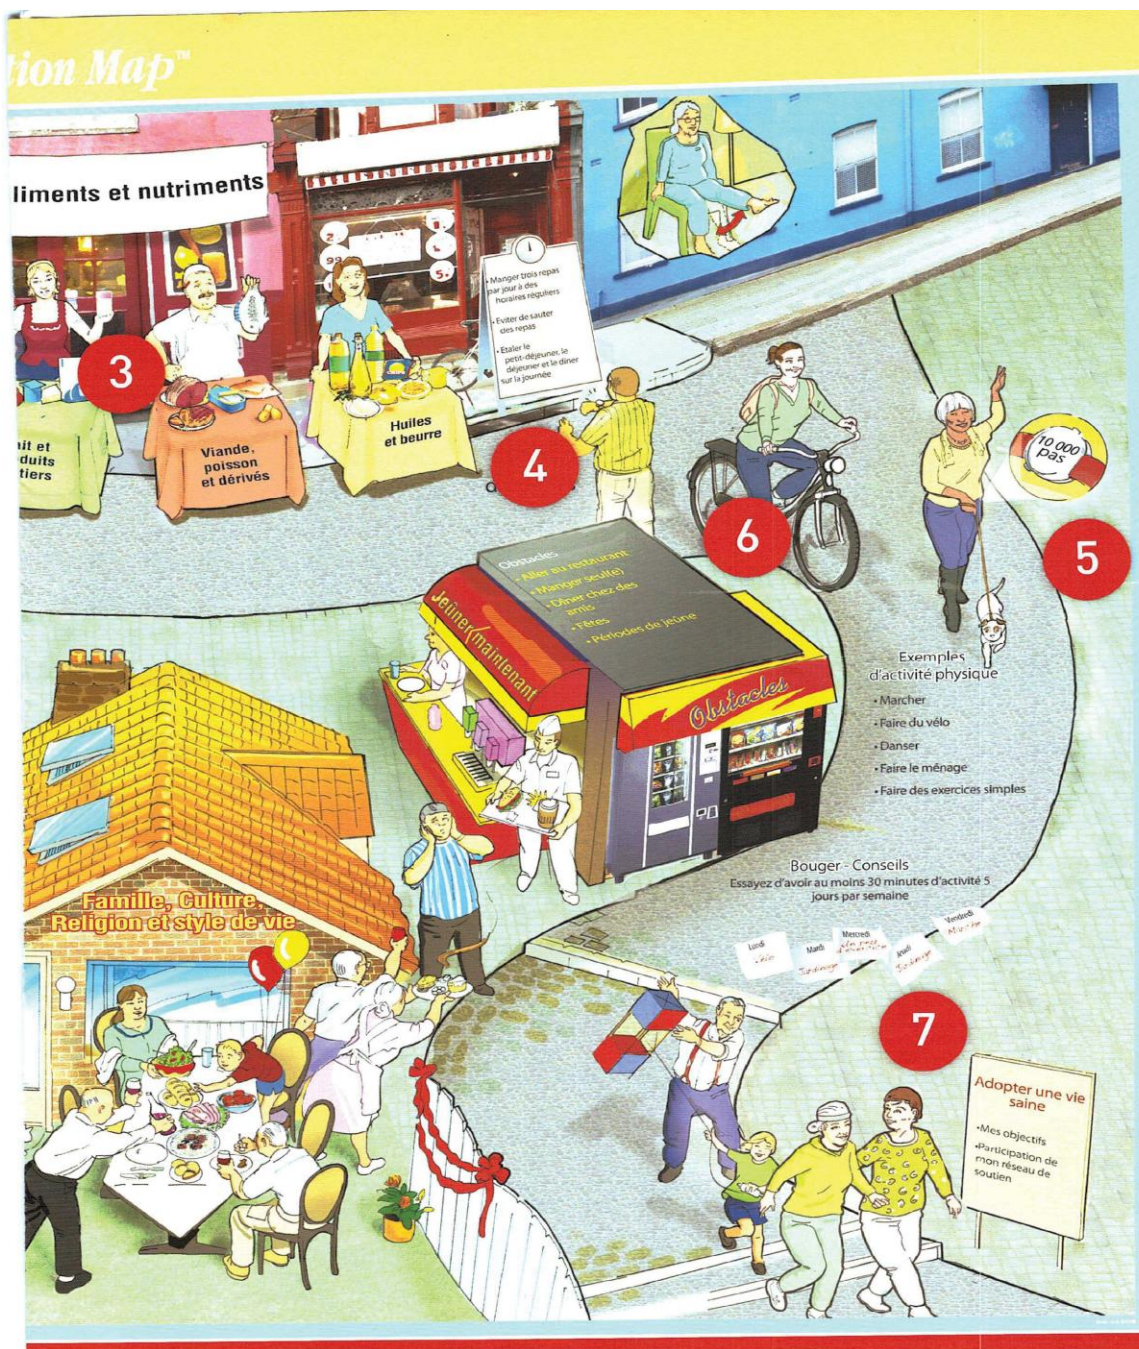 tion Map™
liments et nutriments
3
ait et
duits
tiers
Viande,
poisson
et dérivés
Huiles
et beurre
• Manger trois repas
par jour à des
horaires réguliers
• Eviter de sauter
des repas
• Etaler le
petit-déjeuner, le
déjeuner et le dîner
sur la journée
4
6
10 000
pas
5
Obstacles
• Aller au restaurant
• Manger seul(e)
• Dîner chez des
amis
• Fêtes
• Périodes de jeûne
Jeûner maintenant
Obstacles
Exemples
d'activité physique
• Marcher
• Faire du vélo
• Danser
• Faire le ménage
• Faire des exercices simples
Bouger - Conseils
Essayez d'avoir au moins 30 minutes d'activité 5
jours par semaine
Lundi
Vélo
Mardi
Jardinage
Mercredi
Jeudi
Jardinage
Vendredi
Marche
Famille, Culture,
Religion et style de vie
7
Adopter une vie
saine
• Mes objectifs
• Participation de
mon réseau de
soutien